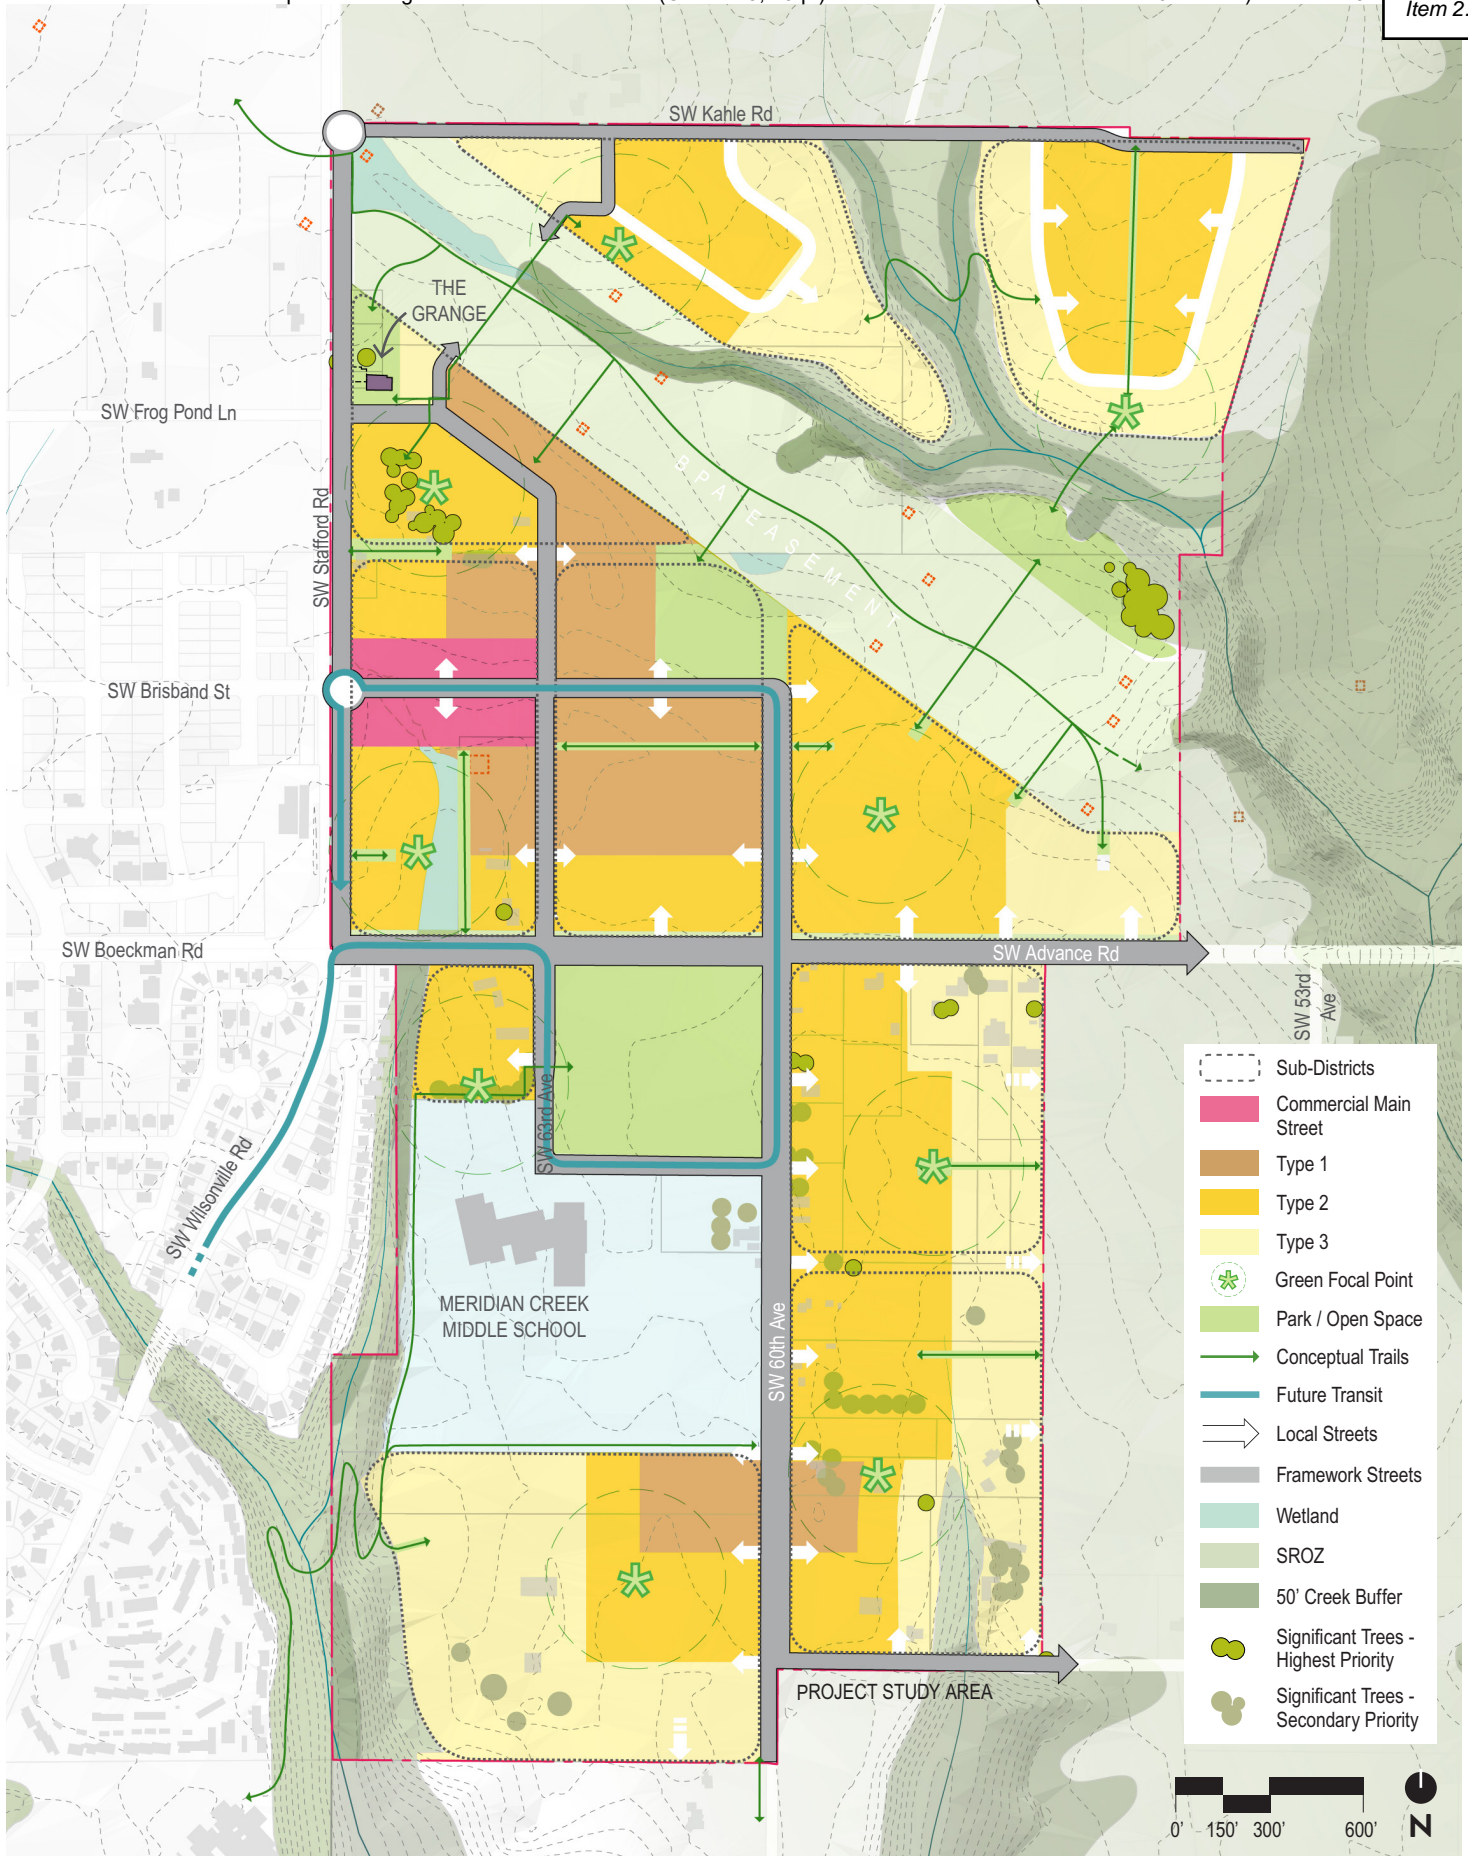 Item 2.
SW Kahle Rd
THE
GRANGE
SW Frog Pond Ln
SW Stafford Rd
BPA EASEMENT
SW Brisband St
SW Boeckman Rd
SW Advance Rd
SW 53rd
Ave
SW 63rd Ave
SW Wilsonville Rd
MERIDIAN CREEK
MIDDLE SCHOOL
SW 60th Ave
PROJECT STUDY AREA
Sub-Districts
Commercial Main
Street
Type 1
Type 2
Type 3
Green Focal Point
Park / Open Space
Conceptual Trails
Future Transit
Local Streets
Framework Streets
Wetland
SROZ
50' Creek Buffer
Significant Trees -
Highest Priority
Significant Trees -
Secondary Priority
0' 150' 300' 600'
N